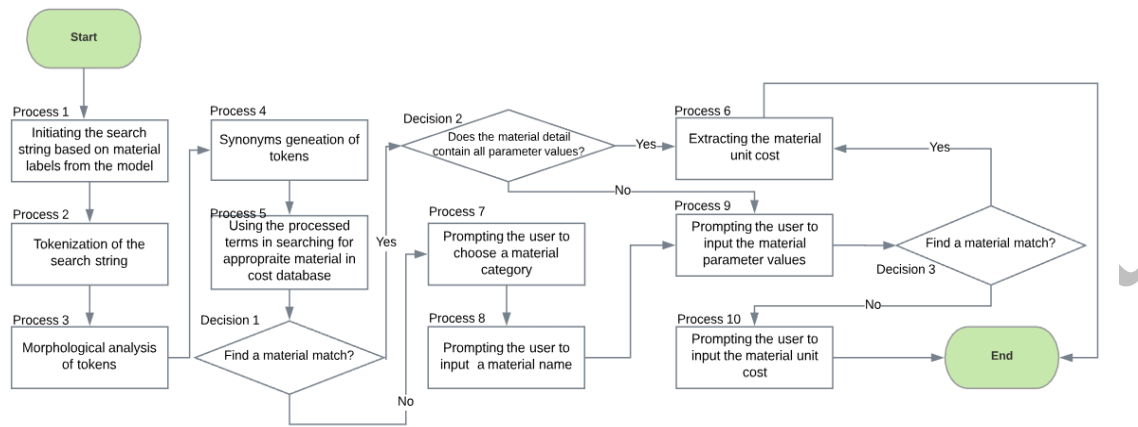 Start
Process 1
Initiating the search
string based on material
labels from the model
Process 2
Tokenization of the
search string
Process 3
Morphological analysis
of tokens
Process 4
Synonyms geneation of
tokens
Process 5
Using the processed
terms in searching for
appropraite material in
cost database
Decision 1
Find a material match?
Yes
No
Decision 2
Does the material detail
contain all parameter values?
Yes
No
Process 7
Prompting the user to
choose a material
category
Process 8
Prompting the user to
input a material name
Process 6
Extracting the material
unit cost
Process 9
Prompting the user to
input the material
parameter values
Decision 3
Find a material match?
Yes
No
Process 10
Prompting the user to
input the material unit
cost
End